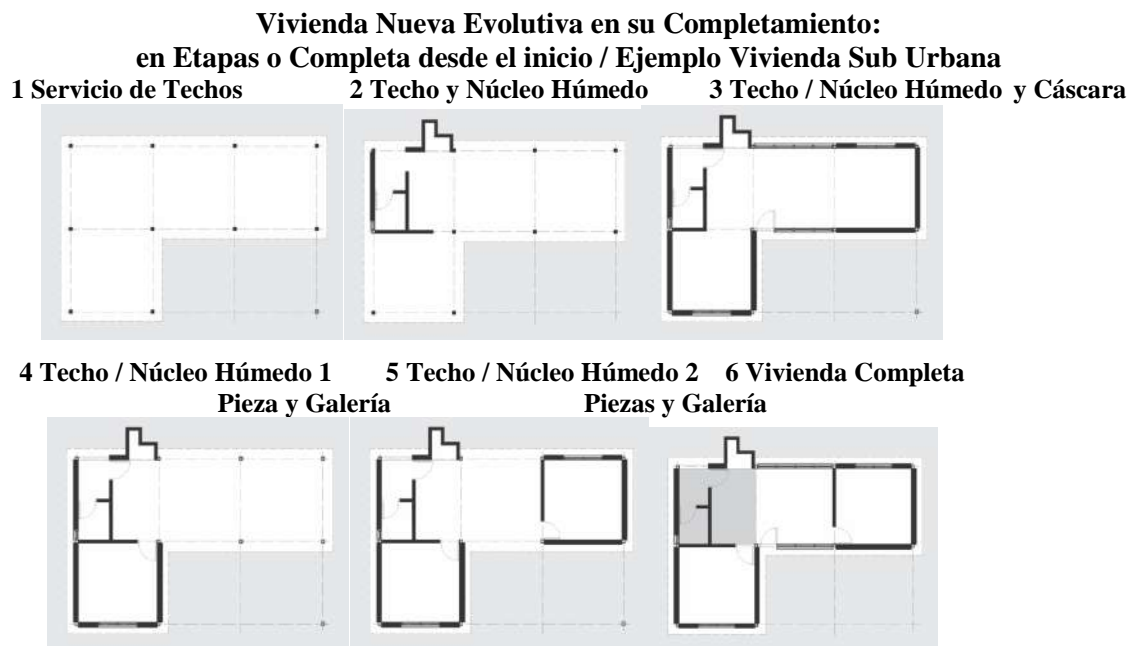 Vivienda Nueva Evolutiva en su Completamiento:
en Etapas o Completa desde el inicio / Ejemplo Vivienda Sub Urbana
1 Servicio de Techos 2 Techo y Núcleo Húmedo 3 Techo / Núcleo Húmedo y Cáscara
4 Techo / Núcleo Húmedo 1 5 Techo / Núcleo Húmedo 2 6 Vivienda Completa
Pieza y Galería Piezas y Galería